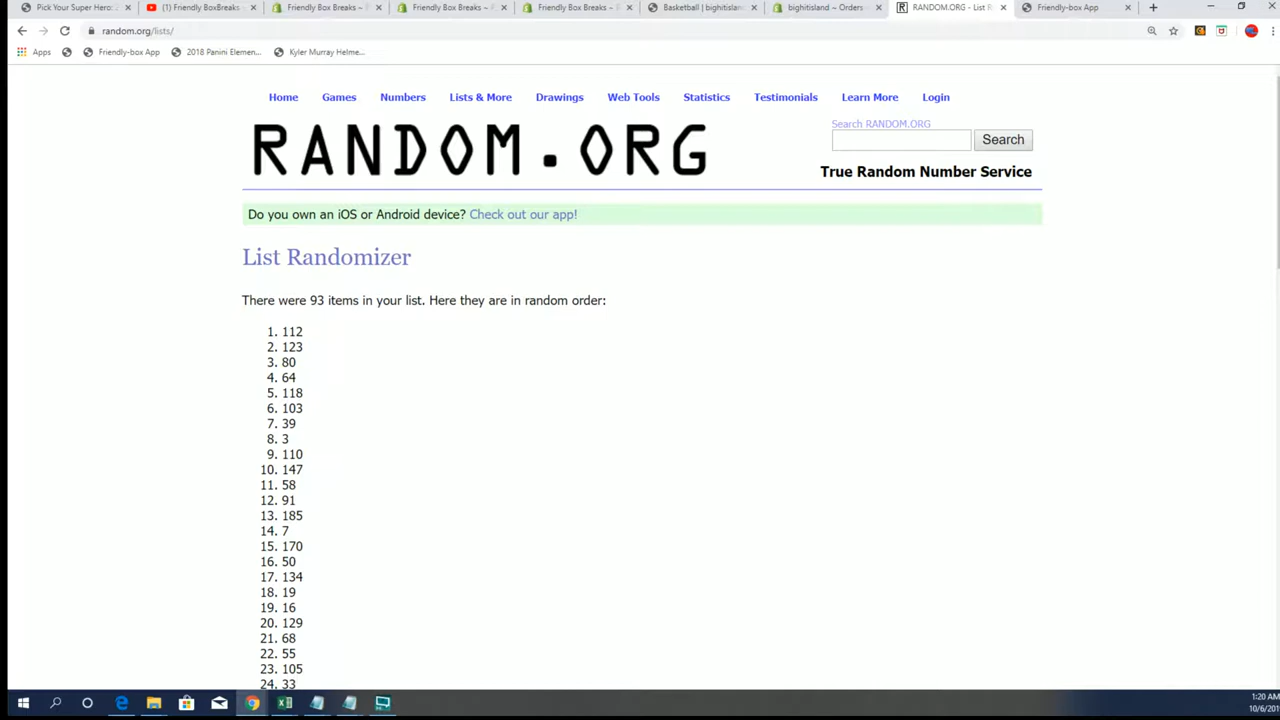 Pick Your Super Hero:
(1) Friendly BoxBreaks
Friendly Box Breaks ~
Friendly Box Breaks ~
Friendly Box Breaks ~
Basketball | bighitisland
bighitisland ~ Orders
RANDOM.ORG - List R
Friendly-box App
random.org/lists/
Apps
Friendly-box App
2018 Panini Elemen...
Kyler Murray Helme...
Home Games Numbers Lists & More Drawings Web Tools Statistics Testimonials Learn More Login
RANDOM.ORG
Search RANDOM.ORG
Search
True Random Number Service
Do you own an iOS or Android device? Check out our app!
List Randomizer
There were 93 items in your list. Here they are in random order:
1. 112
2. 123
3. 80
4. 64
5. 118
6. 103
7. 39
8. 3
9. 110
10. 147
11. 58
12. 91
13. 185
14. 7
15. 170
16. 50
17. 134
18. 19
19. 16
20. 129
21. 68
22. 55
23. 105
24. 33
1:20 AM
10/6/201